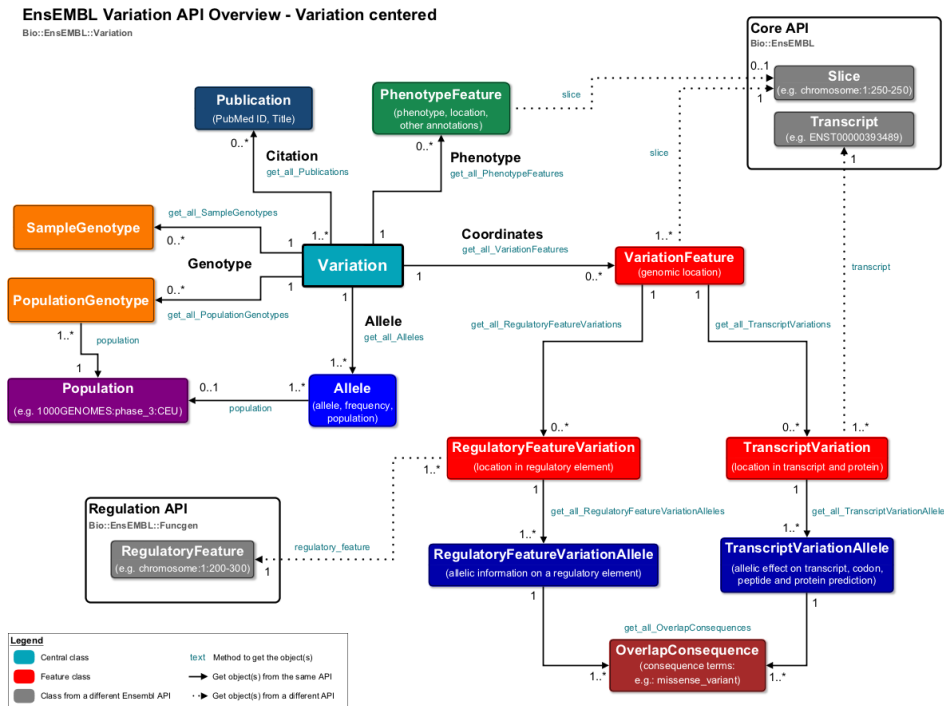 EnsEMBL Variation API Overview - Variation centered
Bio::EnsEMBL::Variation
Core API
Bio::EnsEMBL
Slice
(e.g. chromosome:1:250-250)
Transcript
(e.g. ENST00000393489)
0..1
1
1
Publication
(PubMed ID, Title)
PhenotypeFeature
(phenotype, location,
other annotations)
slice
slice
0..*
Citation
get_all_Publications
0..*
Phenotype
get_all_PhenotypeFeatures
SampleGenotype
get_all_SampleGenotypes
0..*
1
1..*
1
Genotype
Variation
Coordinates
get_all_VariationFeatures
1
0..*
1..*
VariationFeature
(genomic location)
transcript
PopulationGenotype
0..*
1
1
get_all_PopulationGenotypes
1
1
1..*
population
1
Allele
get_all_Alleles
get_all_RegulatoryFeatureVariations
get_all_TranscriptVariations
1..*
Population
(e.g. 1000GENOMES:phase_3:CEU)
0..1
1..*
population
Allele
(allele, frequency,
population)
0..*
0..*
1..*
RegulatoryFeatureVariation
(location in regulatory element)
TranscriptVariation
(location in transcript and protein)
1..*
1
1
Regulation API
Bio::EnsEMBL::Funcgen
get_all_RegulatoryFeatureVariationAlleles
get_all_TranscriptVariationAllele
1..*
1..*
RegulatoryFeature
(e.g. chromosome:1:200-300)
regulatory_feature
1
RegulatoryFeatureVariationAllele
(allelic information on a regulatory element)
TranscriptVariationAllele
(allelic effect on transcript, codon,
peptide and protein prediction)
1
1
get_all_OverlapConsequences
OverlapConsequence
(consequence terms:
e.g.: missense_variant)
1..*
1..*
Legend
Central class
text Method to get the object(s)
Feature class
Get object(s) from the same API
Class from a different Ensembl API
Get object(s) from a different API